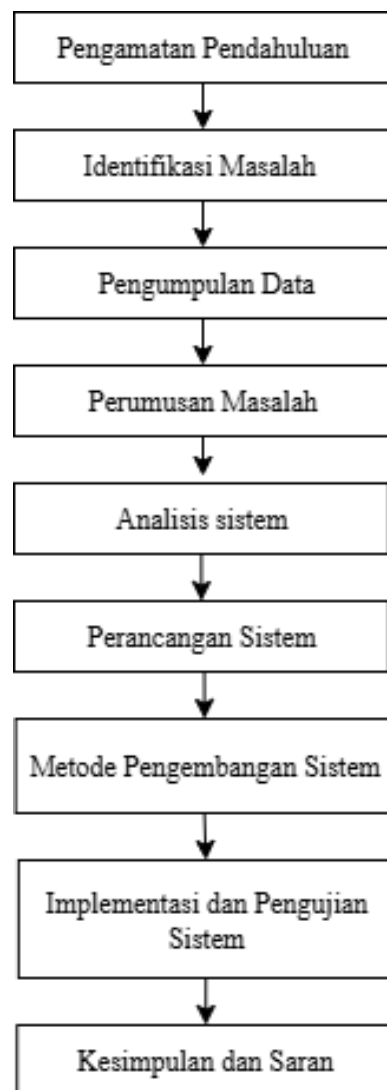 Pengamatan Pendahuluan
Identifikasi Masalah
Pengumpulan Data
Perumusan Masalah
Analisis sistem
Perancangan Sistem
Metode Pengembangan Sistem
Implementasi dan Pengujian
Sistem
Kesimpulan dan Saran